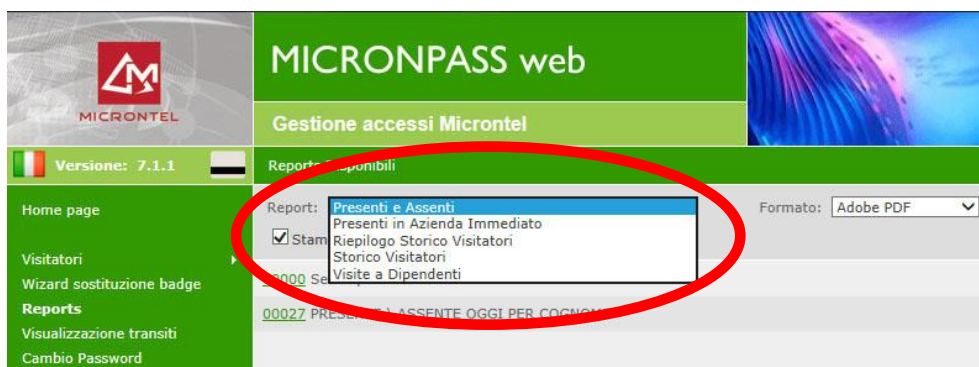 MICRONTEL
MICRONPASS web
Gestione accessi Microntel
Versione: 7.1.1
Reports Disponibili
Home page
Visitatori
Wizard sostituzione badge
Reports
Visualizzazione transiti
Cambio Password
Report: Presenti e Assenti
Presenti in Azienda Immediato
Riepilogo Storico Visitatori
Storico Visitatori
Visite a Dipendenti
Formato: Adobe PDF
Stam
00000 Se
00027 PRESENTE \ ASSENTE OGGI PER COGNOME